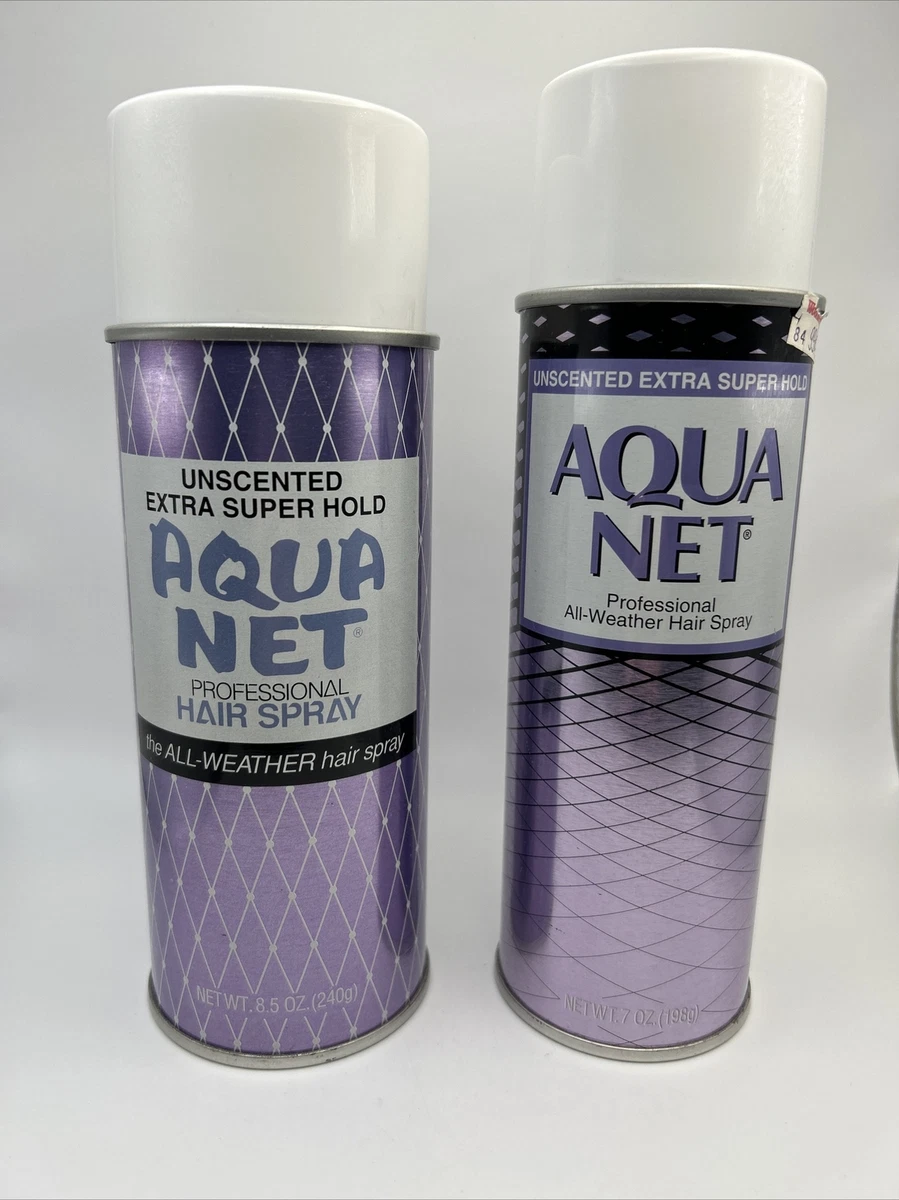 UNSCENTED
EXTRA SUPER HOLD
AQUA
NET®
PROFESSIONAL
HAIR SPRAY
the ALL-WEATHER hair spray
NET WT. 8.5 OZ. (240g)
UNSCENTED EXTRA SUPER HOLD
AQUA
NET®
Professional
All-Weather Hair Spray
NET WT. 7 OZ. (198g)
84